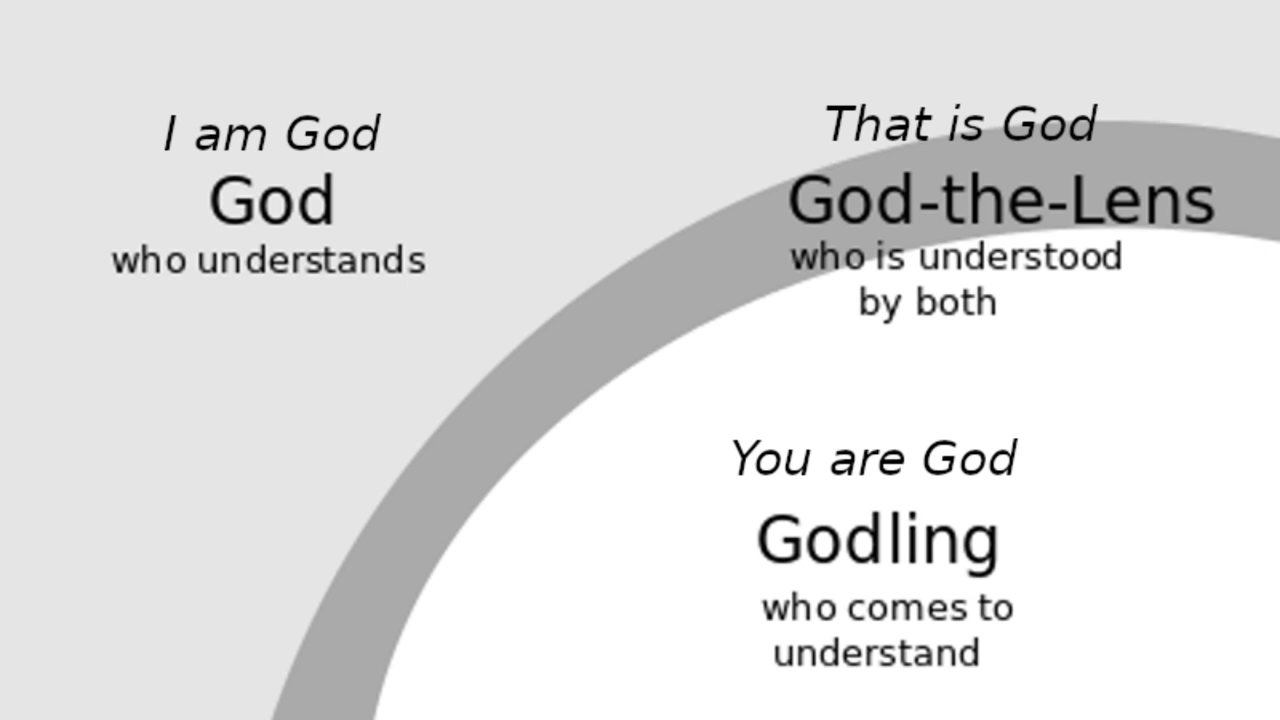 I am God
God
who understands
That is God
God-the-Lens
who is understood
by both
You are God
Godling
who comes to
understand